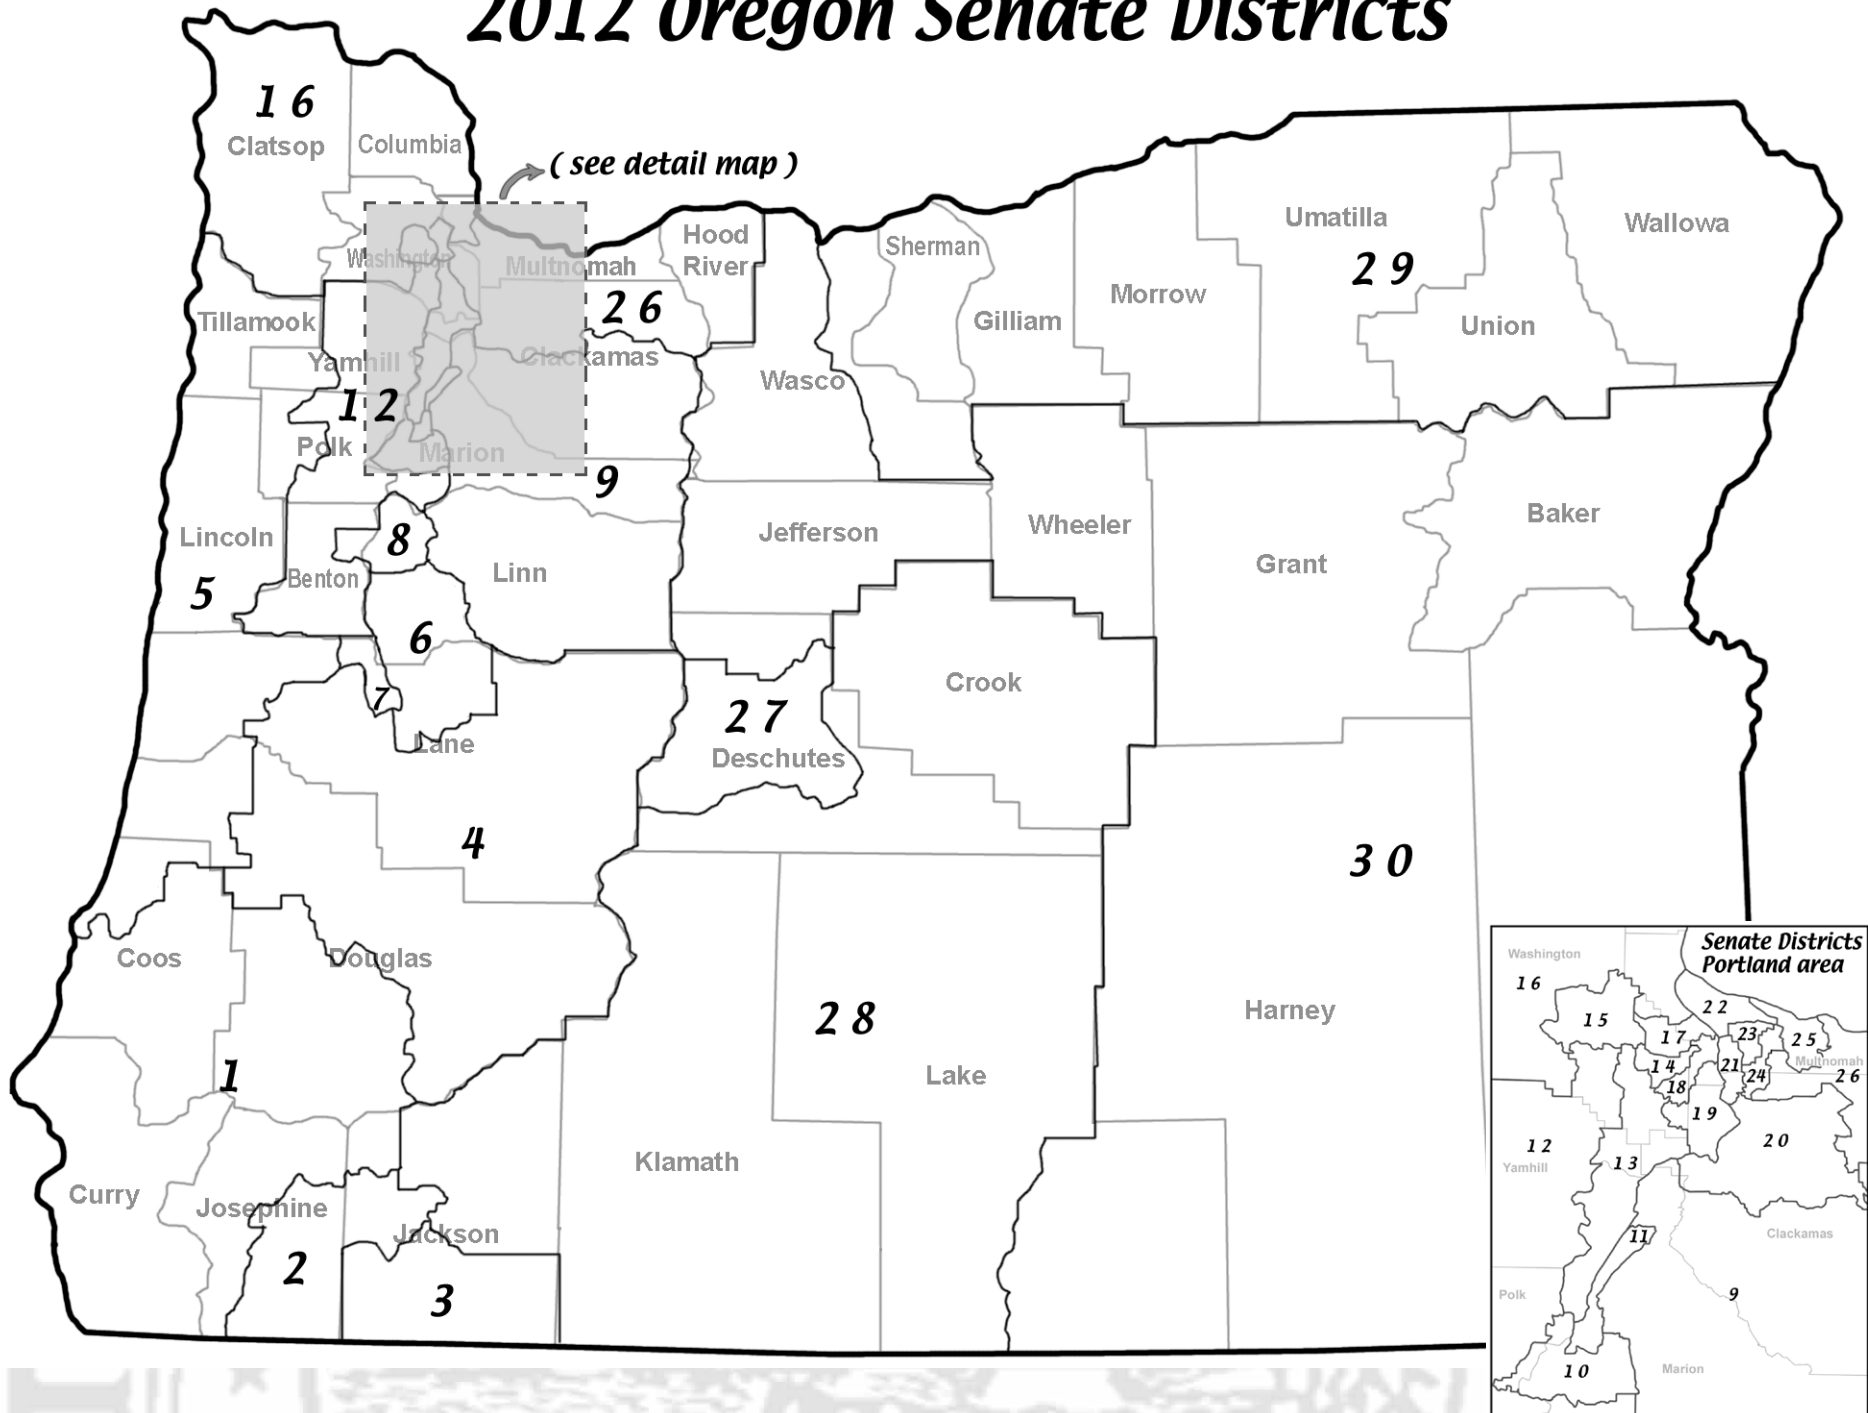 2012 Oregon Senate Districts
16
Clatsop
Columbia
( see detail map )
Washington
Multnomah
Hood
River
Sherman
Umatilla
Wallowa
29
26
Tillamook
Gilliam
Morrow
Union
Yamhill
Clackamas
Wasco
12
Polk
Marion
9
Lincoln
8
Jefferson
Wheeler
Baker
Benton
Linn
Grant
5
6
7
Crook
27
Lane
Deschutes
4
30
Coos
Douglas
28
Harney
1
Lake
Klamath
Curry
Josephine
Jackson
2
3
Senate Districts
Portland area
Washington
16
22
15
17
23
25
Multnomah
14
21
24
26
18
19
20
12
Yamhill
13
Clackamas
11
Polk
9
10
Marion